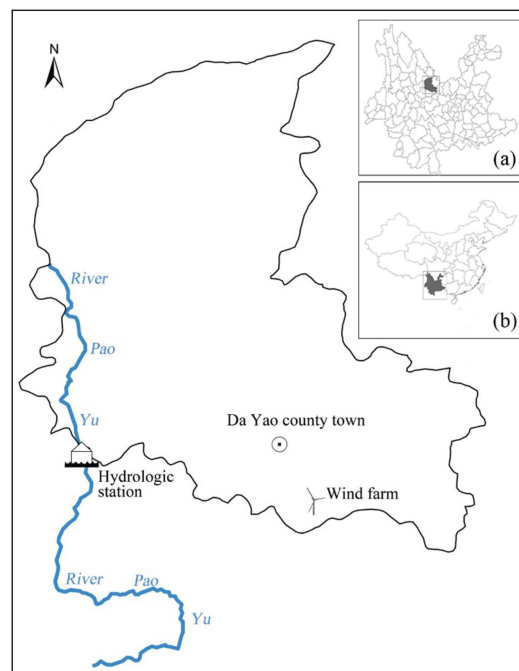 N
(a)
(b)
River
Pao
Yu
Da Yao county town
Hydrologic
station
Wind farm
River Pao
Yu